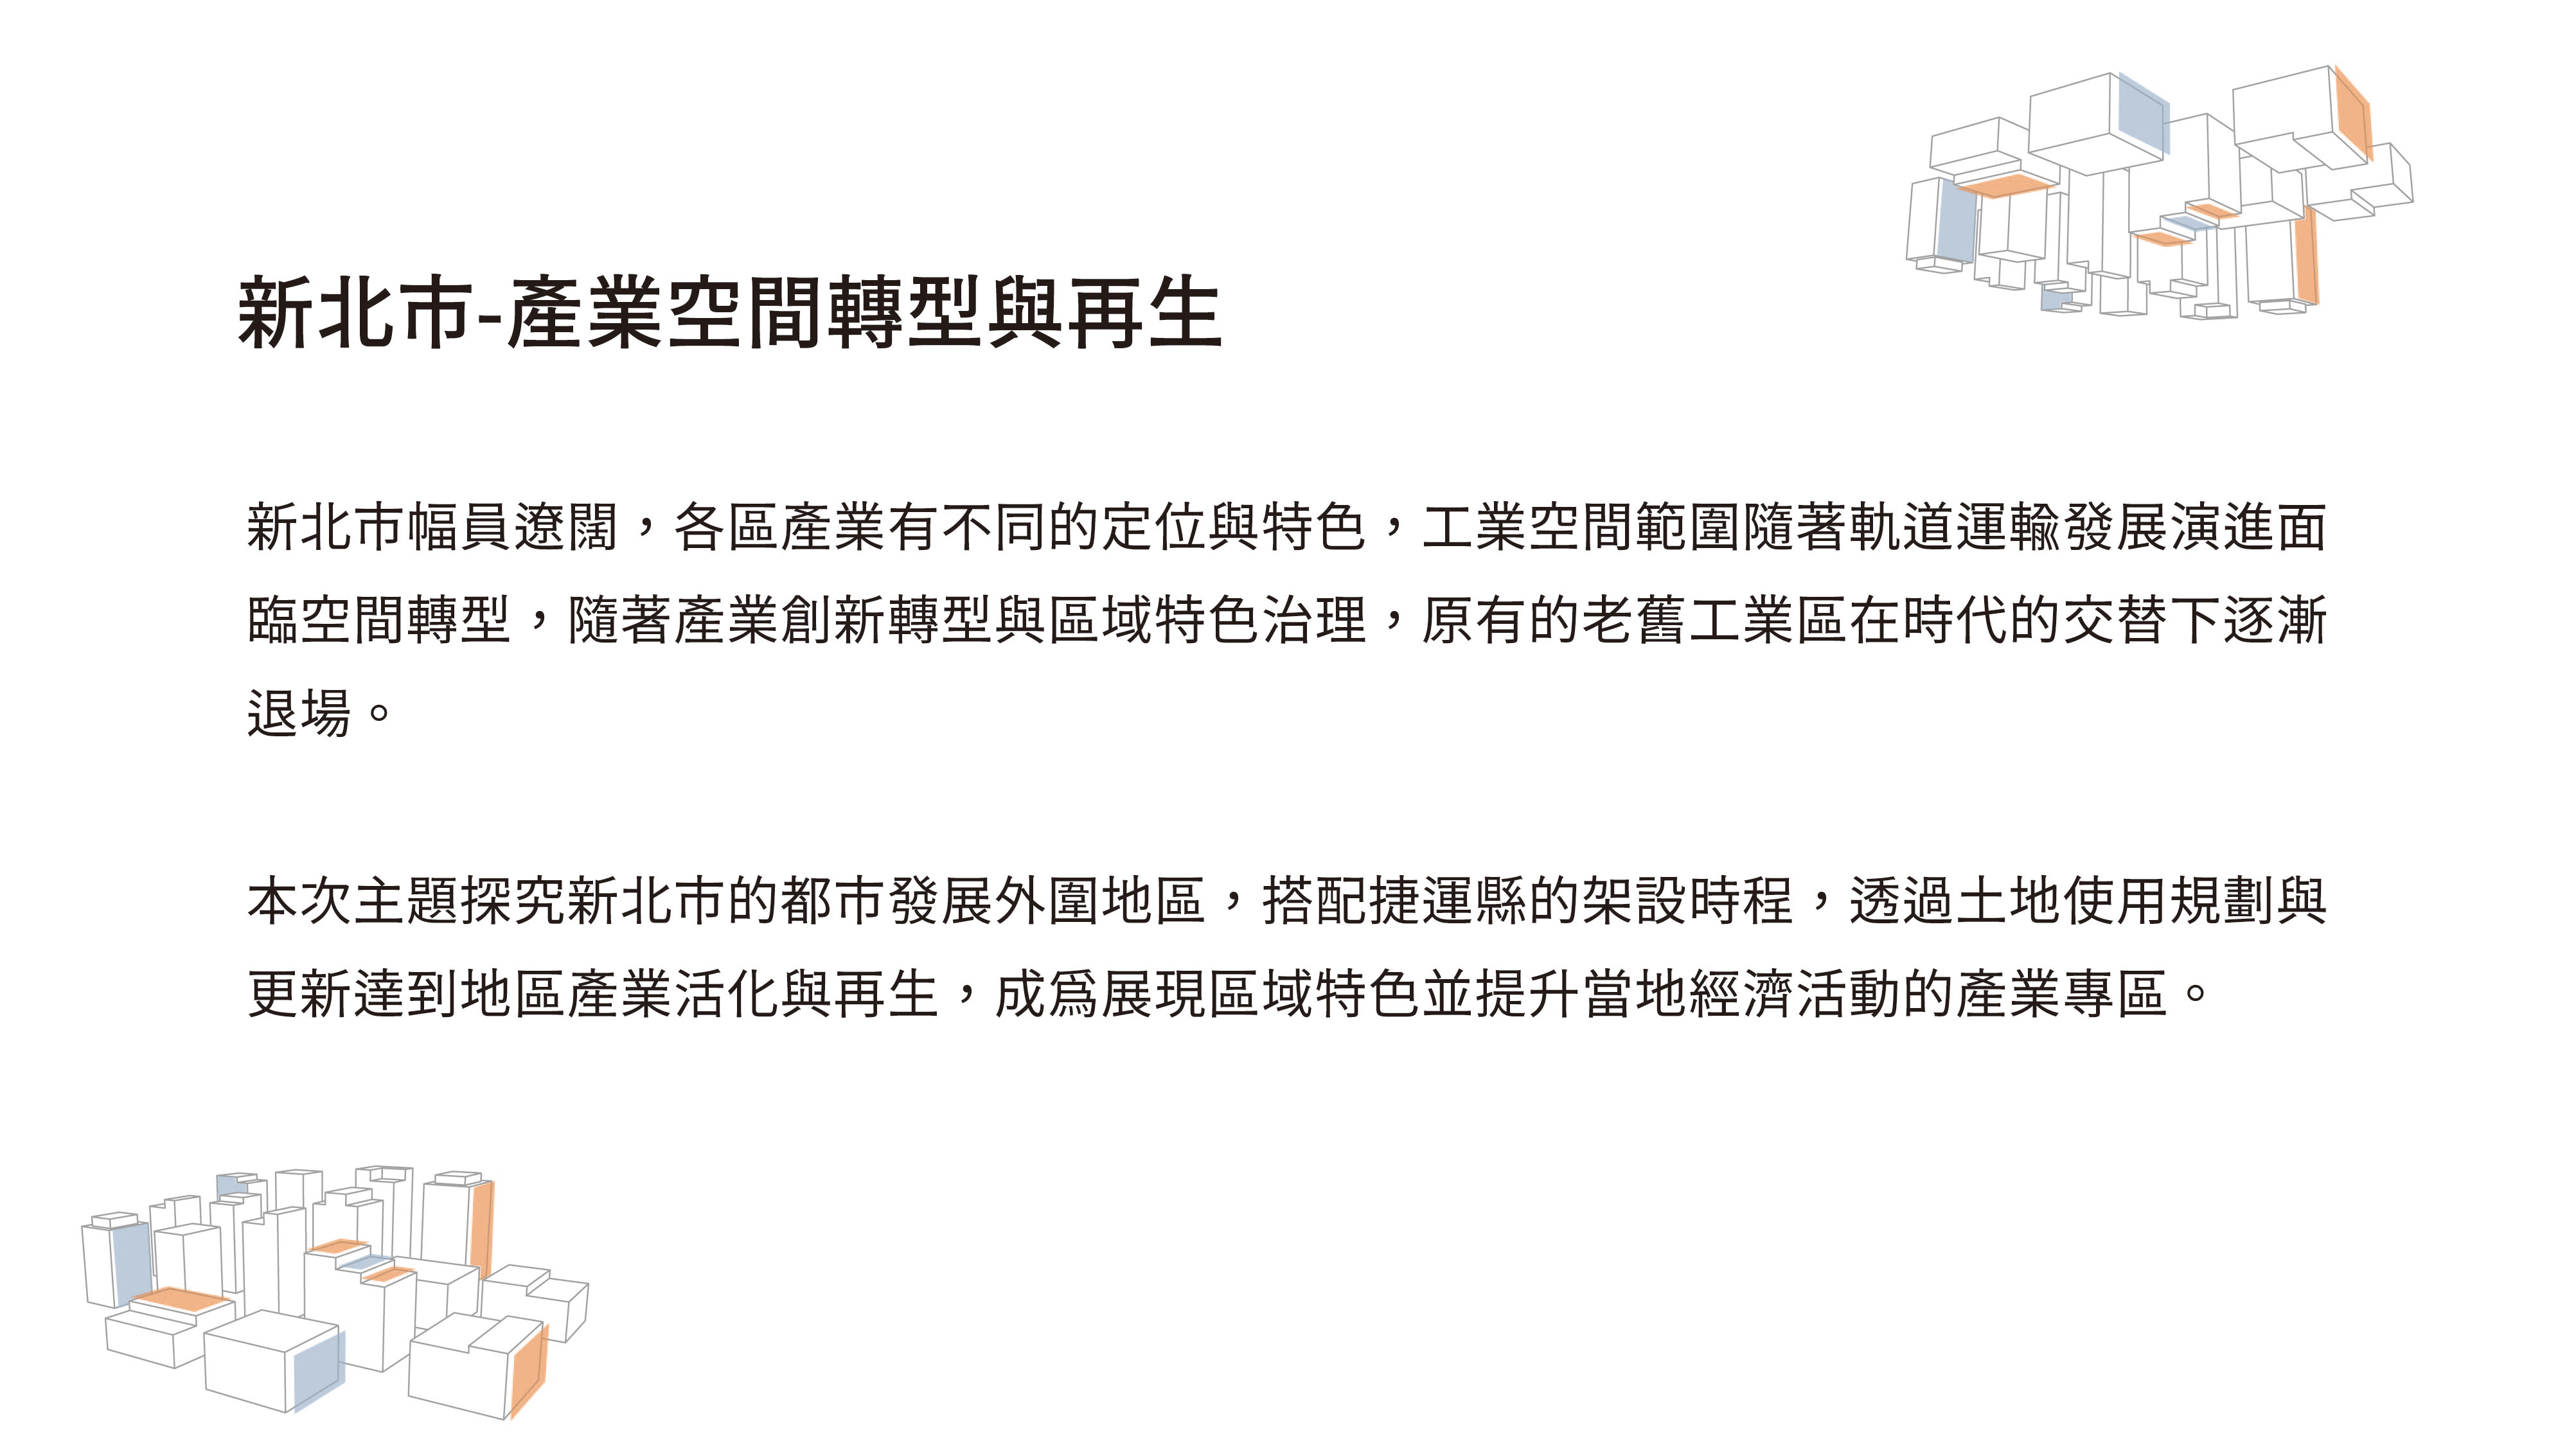 新北市-產業空間轉型與再生
新北市幅員遼闊，各區產業有不同的定位與特色，工業空間範圍隨著軌道運輸發展演進面
臨空間轉型，隨著產業創新轉型與區域特色治理，原有的老舊工業區在時代的交替下逐漸
退場。
本次主題探究新北市的都市發展外圍地區，搭配捷運縣的架設時程，透過土地使用規劃與
更新達到地區產業活化與再生，成為展現區域特色並提升當地經濟活動的產業專區。